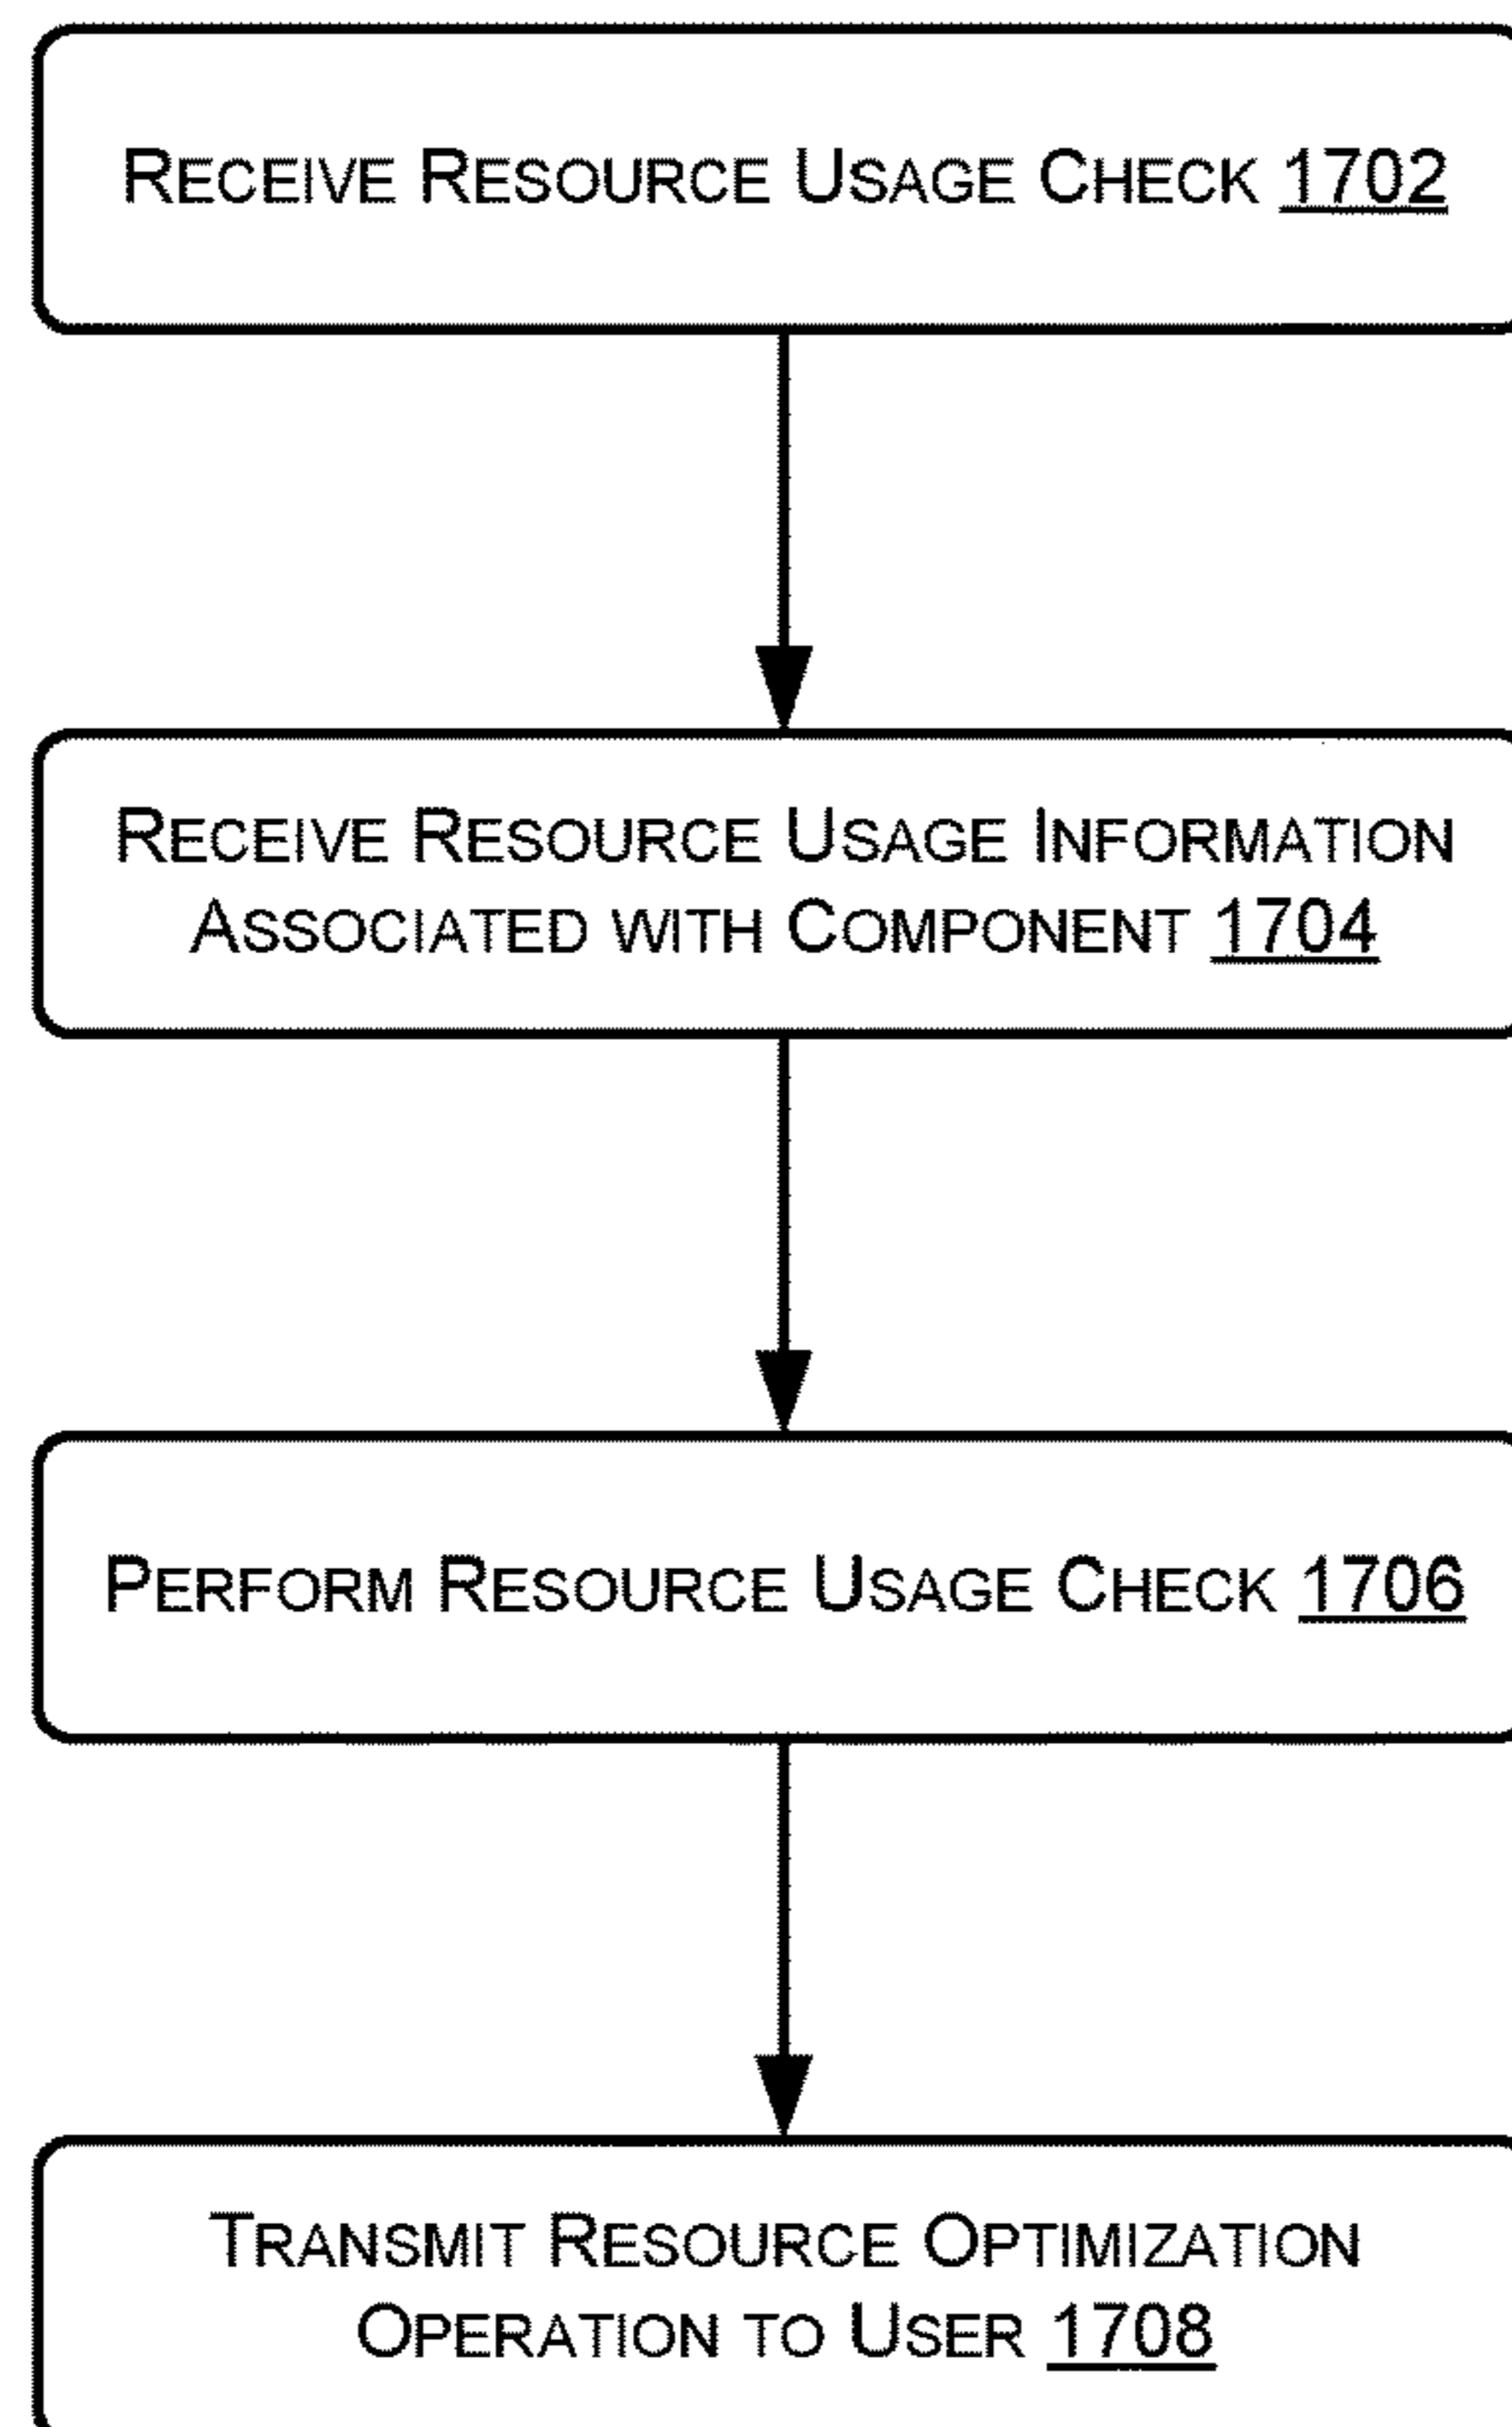 RECEIVE RESOURCE USAGE CHECK 1702
RECEIVE RESOURCE USAGE INFORMATION
ASSOCIATED WITH COMPONENT 1704
PERFORM RESOURCE USAGE CHECK 1706
TRANSMIT RESOURCE OPTIMIZATION
OPERATION TO USER 1708